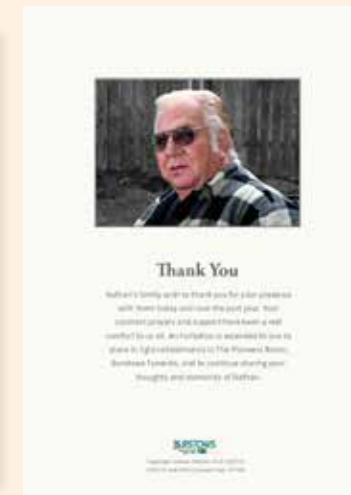 Thank You
Nathan's family wish to thank you for your presence
with them today and over the past year. Your
constant prayers and support have been a real
comfort to us all. An invitation is extended to you to
share in light refreshments in The Pioneers Room,
Burstows Funerals, and to continue sharing your
thoughts and memories of Nathan.
BURSTOWS